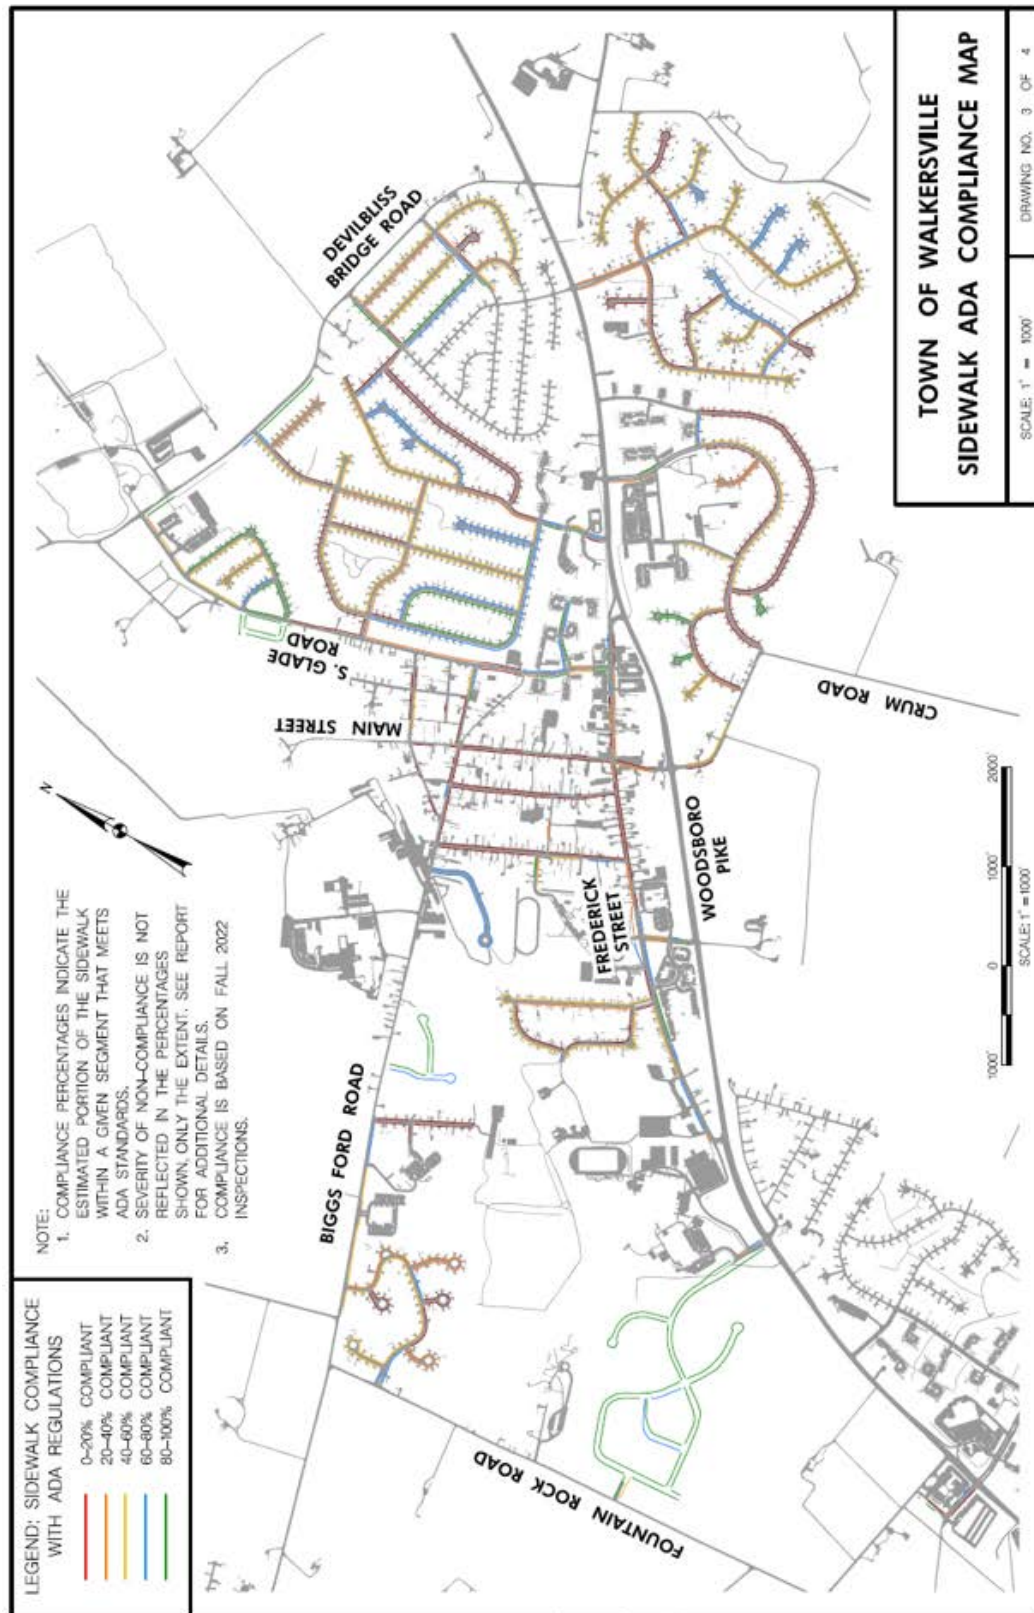 TOWN OF WALKERSVILLE
SIDEWALK ADA COMPLIANCE MAP
SCALE: 1" = 1000'
DRAWING NO. 3 OF 4
LEGEND: SIDEWALK COMPLIANCE
WITH ADA REGULATIONS
0-20% COMPLIANT
20-40% COMPLIANT
40-60% COMPLIANT
60-80% COMPLIANT
80-100% COMPLIANT
NOTE:
1. COMPLIANCE PERCENTAGES INDICATE THE
ESTIMATED PORTION OF THE SIDEWALK
WITHIN A GIVEN SEGMENT THAT MEETS
ADA STANDARDS.
2. SEVERITY OF NON-COMPLIANCE IS NOT
REFLECTED IN THE PERCENTAGES
SHOWN, ONLY THE EXTENT. SEE REPORT
FOR ADDITIONAL DETAILS.
3. COMPLIANCE IS BASED ON FALL 2022
INSPECTIONS.
N
DEVILBLISS
BRIDGE ROAD
S. GLADE
ROAD
MAIN STREET
BIGGS FORD ROAD
FREDERICK
STREET
WOODSBORO
PIKE
CRUM ROAD
FOUNTAIN ROCK ROAD
1000' 0 1000' 2000'
SCALE: 1" = 1000'